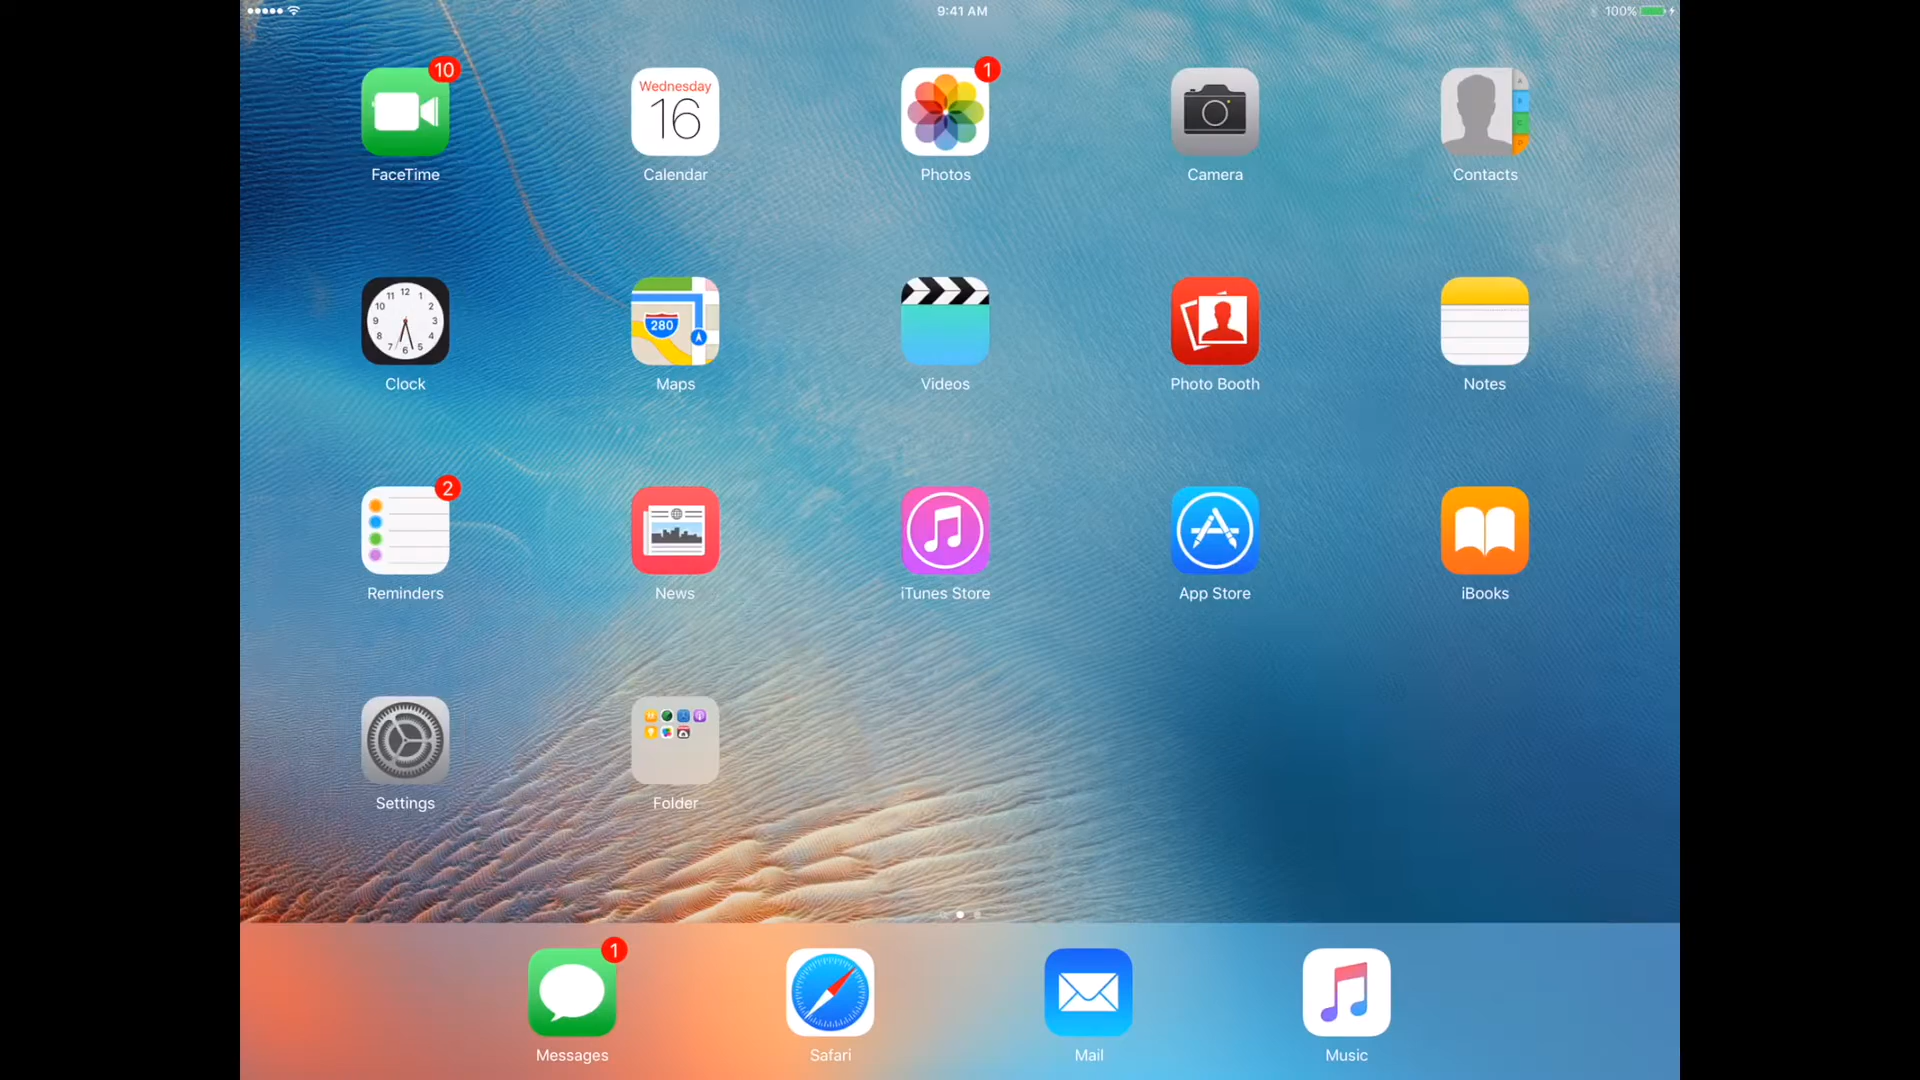 9:41 AM
100%
10
Wednesday
16
1
FaceTime
Calendar
Photos
Camera
Contacts
280
Clock
Maps
Videos
Photo Booth
Notes
2
Reminders
News
iTunes Store
App Store
iBooks
Settings
Folder
1
Messages
Safari
Mail
Music